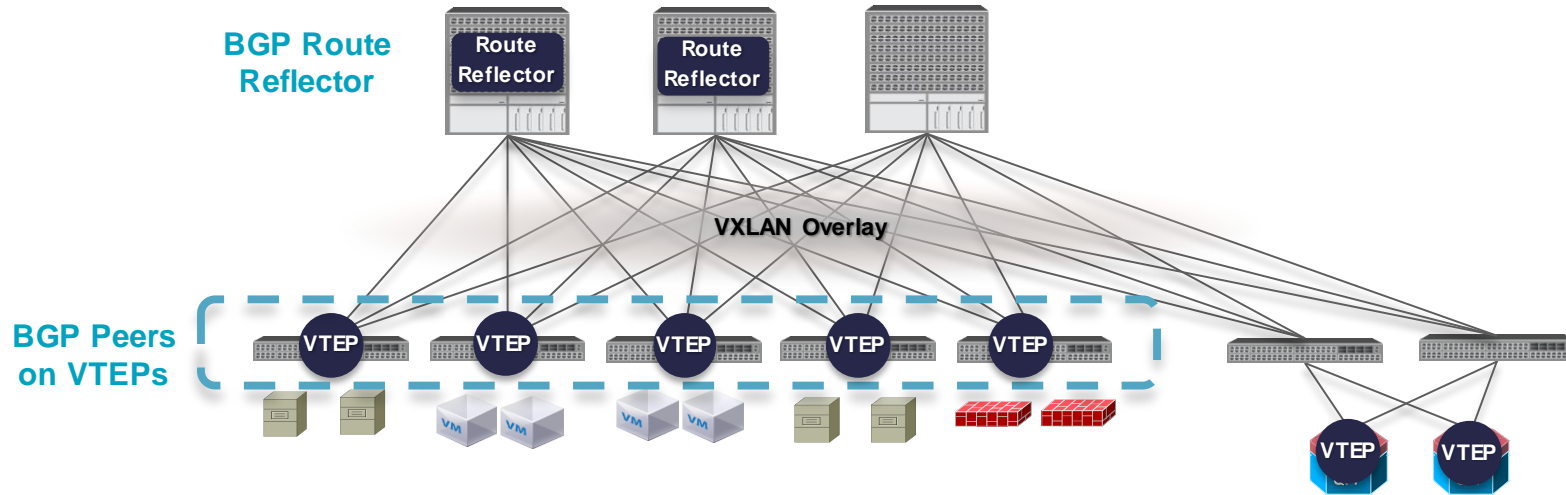 BGP Route
Reflector
Route
Reflector
Route
Reflector
VXLAN Overlay
BGP Peers
on VTEPs
VTEP
VTEP
VTEP
VTEP
VTEP
VM
VM
VM
VM
VTEP
VTEP